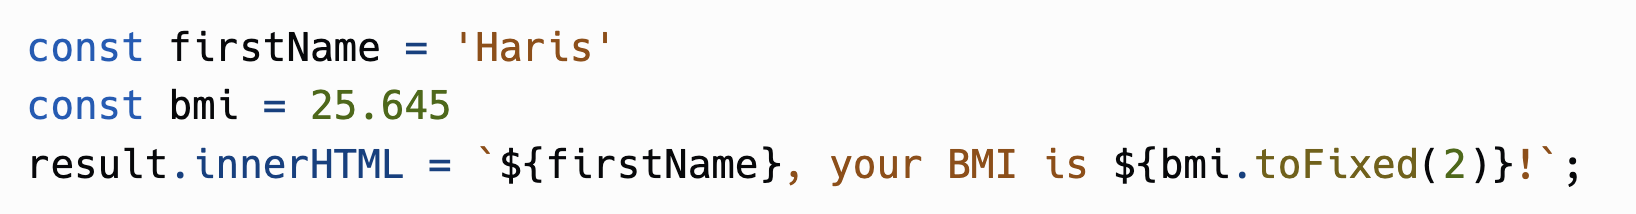 const firstName = 'Haris'
const bmi = 25.645
result.innerHTML = `${firstName}, your BMI is ${bmi.toFixed(2)}!`;